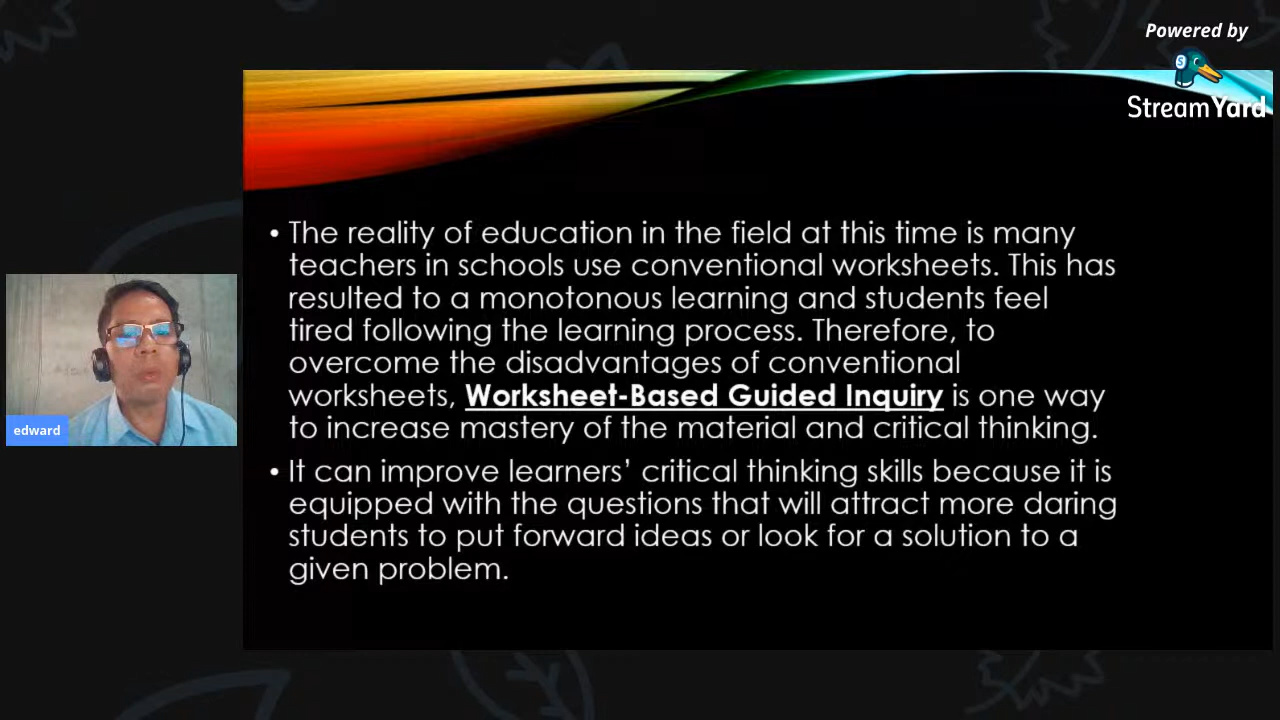 Powered by
StreamYard
• The reality of education in the field at this time is many
teachers in schools use conventional worksheets. This has
resulted to a monotonous learning and students feel
tired following the learning process. Therefore, to
overcome the disadvantages of conventional
worksheets, Worksheet-Based Guided Inquiry is one way
to increase mastery of the material and critical thinking.
• It can improve learners’ critical thinking skills because it is
equipped with the questions that will attract more daring
students to put forward ideas or look for a solution to a
given problem.
edward